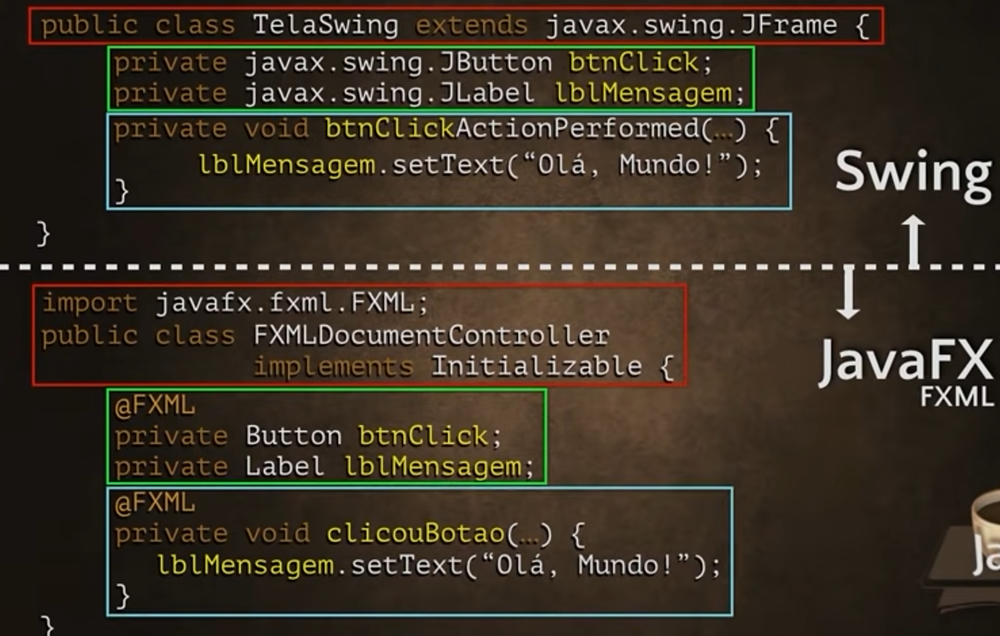 public class TelaSwing extends javax.swing.JFrame {
private javax.swing.JButton btnClick;
private javax.swing.JLabel lblMensagem;
private void btnClickActionPerformed(…) {
lblMensagem.setText(“Olá, Mundo!”);
}
}
Swing
import javafx.fxml.FXML;
public class FXMLDocumentController
implements Initializable {
JavaFX
FXML
@FXML
private Button btnClick;
private Label lblMensagem;
@FXML
private void clicouBotao(…) {
lblMensagem.setText(“Olá, Mundo!”);
}
}